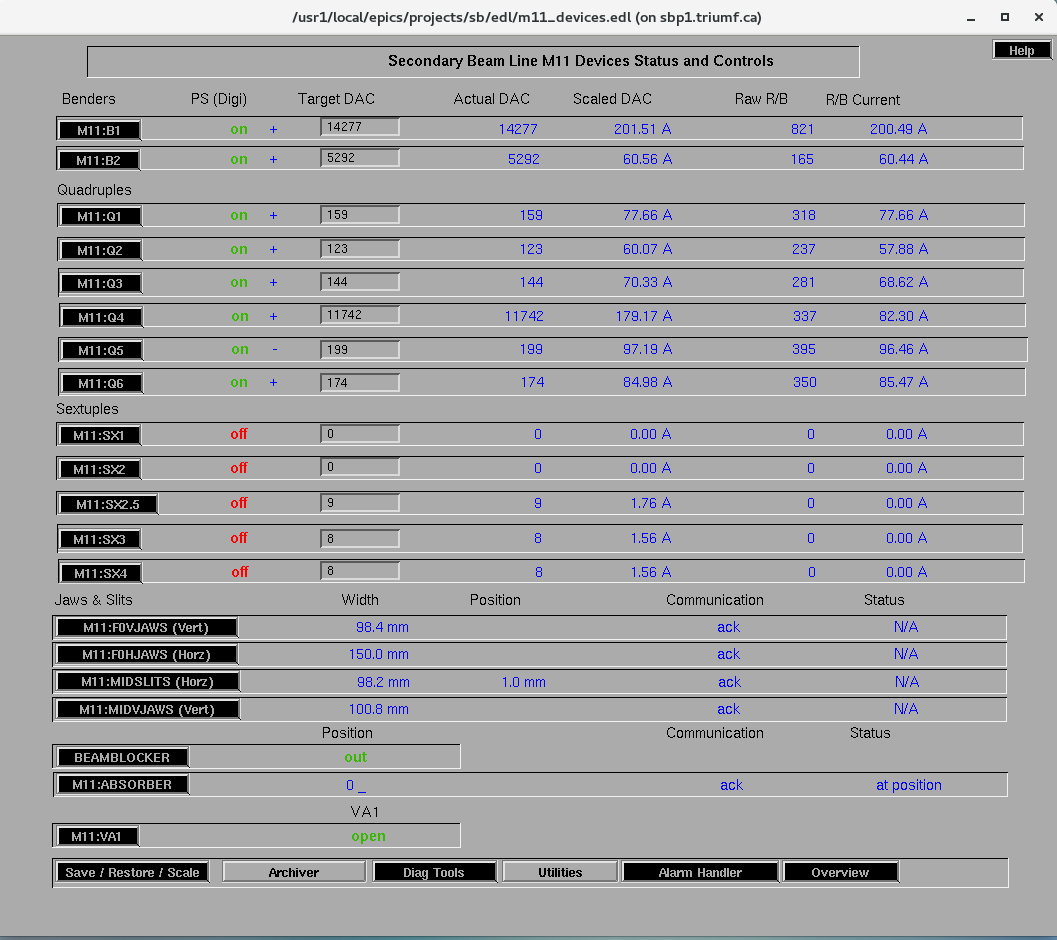 /usr1/local/epics/projects/sb/edl/m11_devices.edl (on sbp1.triumf.ca)
Help
Secondary Beam Line M11 Devices Status and Controls
Benders PS (Digi) Target DAC Actual DAC Scaled DAC Raw R/B R/B Current
M11:B1 on + 14277 14277 201.51 A 821 200.49 A
M11:B2 on + 5292 5292 60.56 A 165 60.44 A
Quadruples
M11:Q1 on + 159 159 77.66 A 318 77.66 A
M11:Q2 on + 123 123 60.07 A 237 57.88 A
M11:Q3 on + 144 144 70.33 A 281 68.62 A
M11:Q4 on + 11742 11742 179.17 A 337 82.30 A
M11:Q5 on - 199 199 97.19 A 395 96.46 A
M11:Q6 on + 174 174 84.98 A 350 85.47 A
Sextuples
M11:SX1 off 0 0 0.00 A 0 0.00 A
M11:SX2 off 0 0 0.00 A 0 0.00 A
M11:SX2.5 off 9 9 1.76 A 0 0.00 A
M11:SX3 off 8 8 1.56 A 0 0.00 A
M11:SX4 off 8 8 1.56 A 0 0.00 A
Jaws & Slits Width Position Communication Status
M11:F0VJAWS (Vert) 98.4 mm ack N/A
M11:F0HJAWS (Horz) 150.0 mm ack N/A
M11:MIDSLITS (Horz) 98.2 mm 1.0 mm ack N/A
M11:MIDVJAWS (Vert) 100.8 mm ack N/A
Position Communication Status
BEAMBLOCKER out
M11:ABSORBER 0 _ ack at position
VA1
M11:VA1 open
Save / Restore / Scale Archiver Diag Tools Utilities Alarm Handler Overview